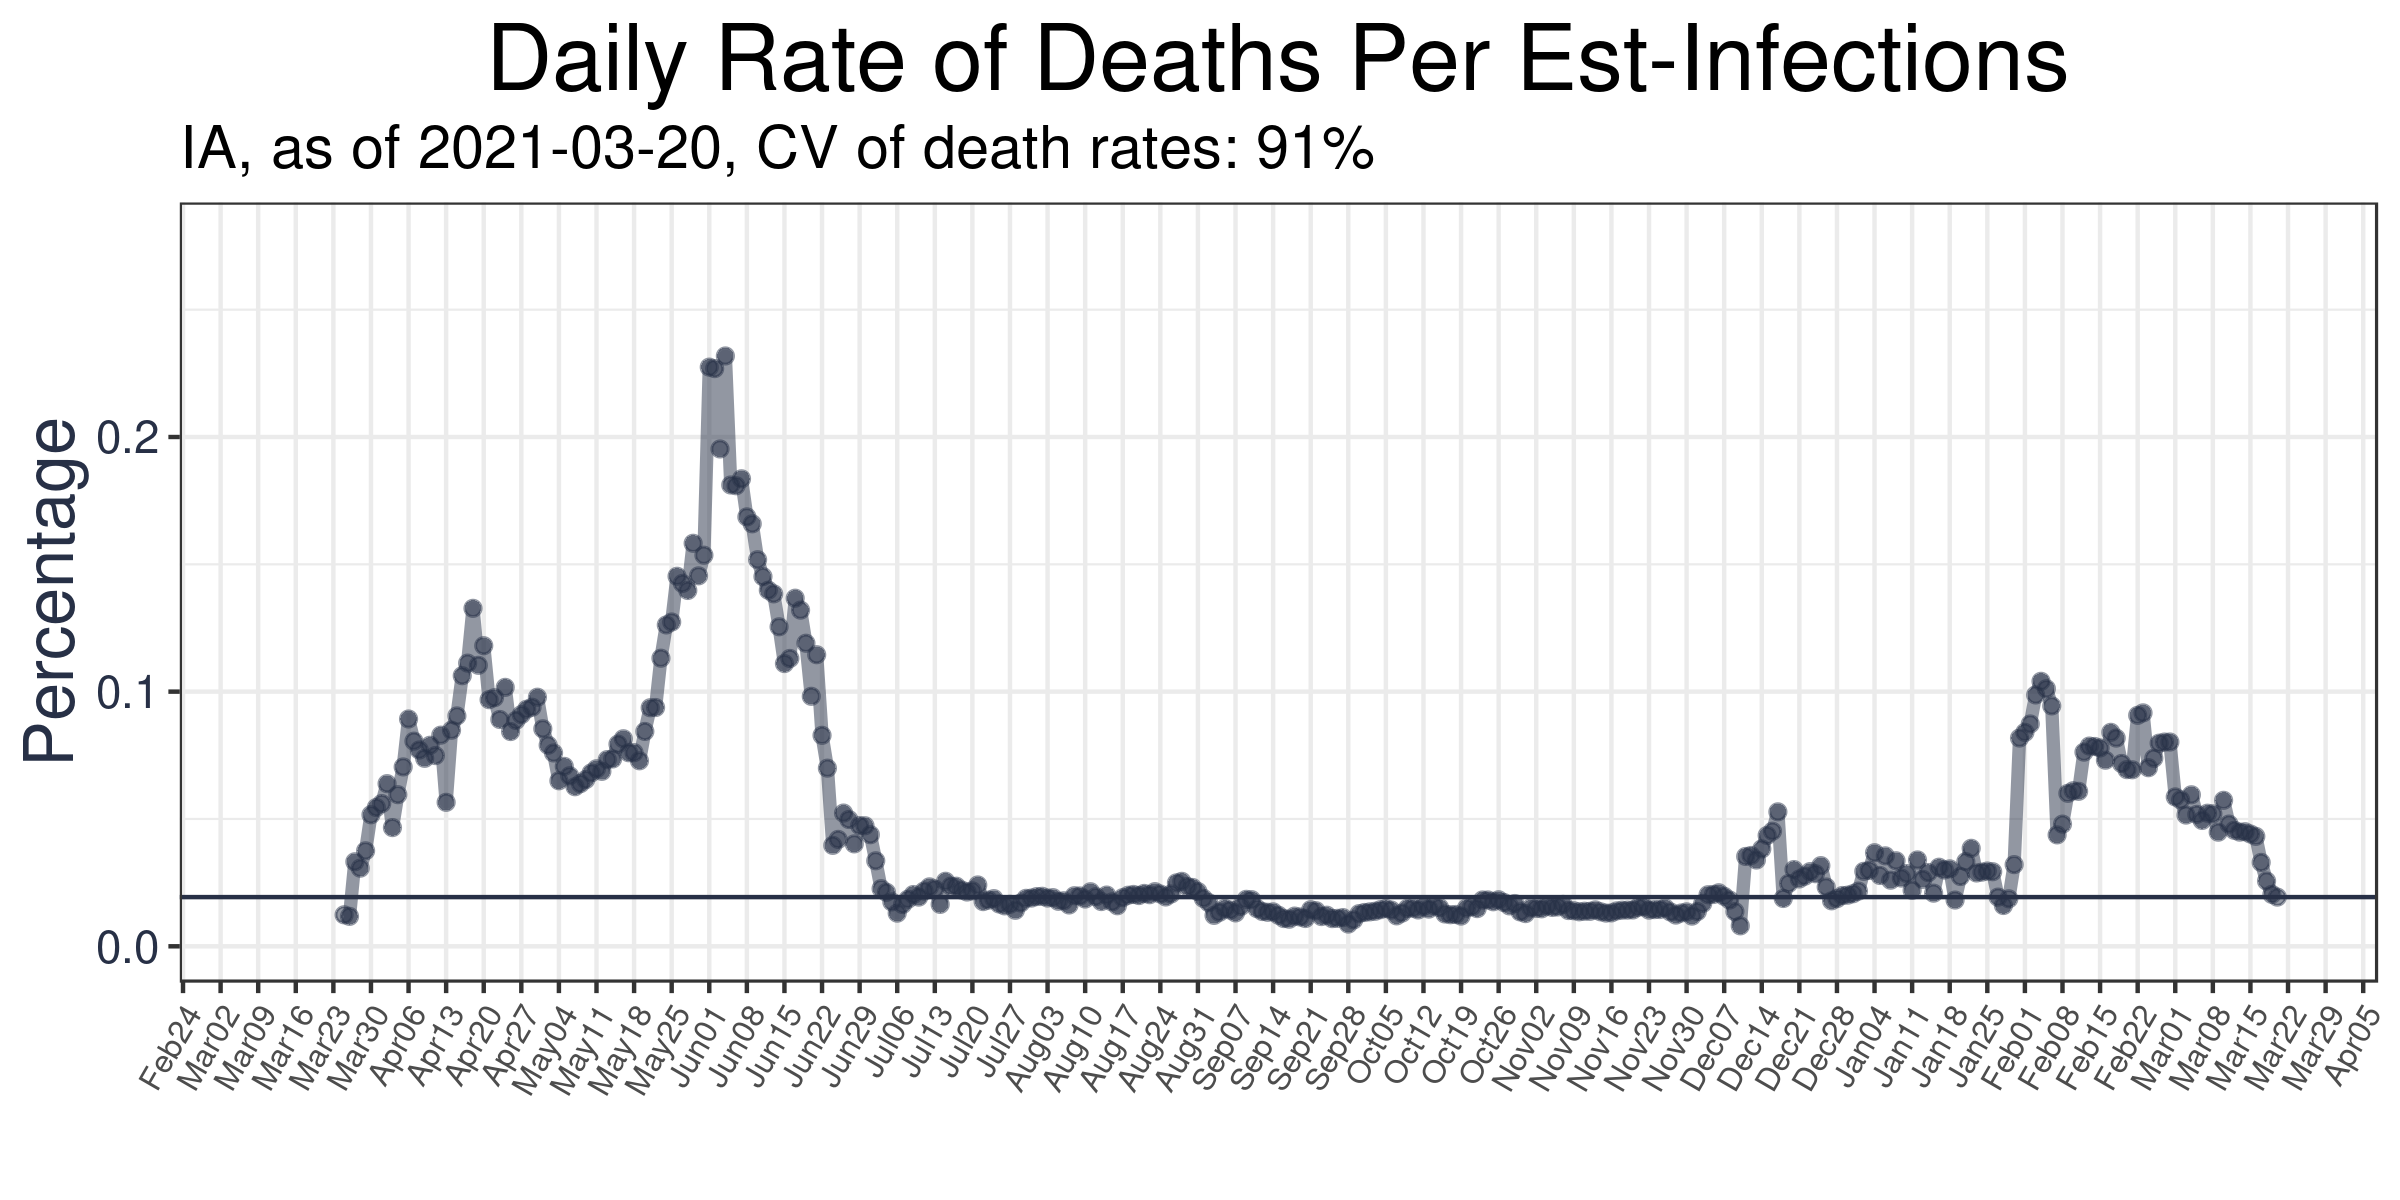 Daily Rate of Deaths Per Est-Infections
IA, as of 2021-03-20, CV of death rates: 91%
Percentage
0.2
0.1
0.0
Feb24
Mar02
Mar09
Mar16
Mar23
Mar30
Apr06
Apr13
Apr20
Apr27
May04
May11
May18
May25
Jun01
Jun08
Jun15
Jun22
Jun29
Jul06
Jul13
Jul20
Jul27
Aug03
Aug10
Aug17
Aug24
Aug31
Sep07
Sep14
Sep21
Sep28
Oct05
Oct12
Oct19
Oct26
Nov02
Nov09
Nov16
Nov23
Nov30
Dec07
Dec14
Dec21
Dec28
Jan04
Jan11
Jan18
Jan25
Feb01
Feb08
Feb15
Feb22
Mar01
Mar08
Mar15
Mar22
Mar29
Apr05